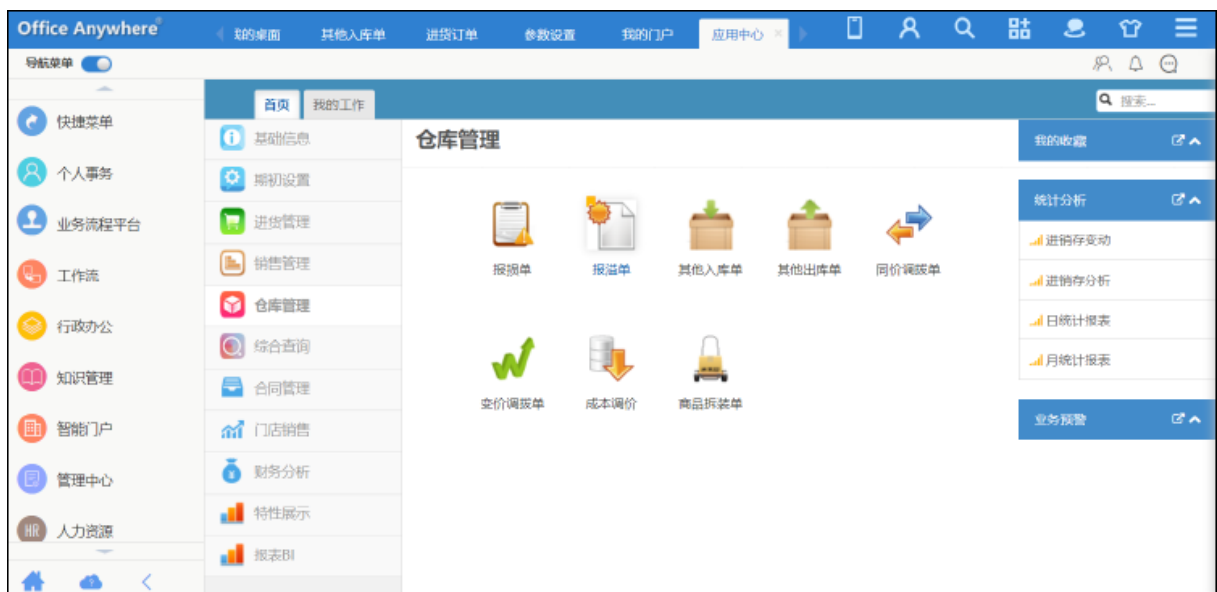 Office Anywhere®
我的桌面 其他入库单 进货订单 参数设置 我的门户 应用中心 ×
导航菜单
首页 我的工作 搜索...
快捷菜单
个人事务
业务流程平台
工作流
行政办公
知识管理
智能门户
管理中心
HR 人力资源
基础信息
期初设置
进货管理
销售管理
仓库管理
综合查询
合同管理
门店销售
财务分析
特性展示
报表BI
仓库管理
报损单 报溢单 其他入库单 其他出库单 同价调拨单
变价调拨单 成本调价 商品拆装单
我的收藏
统计分析
进销存变动
进销存分析
日统计报表
月统计报表
业务预警